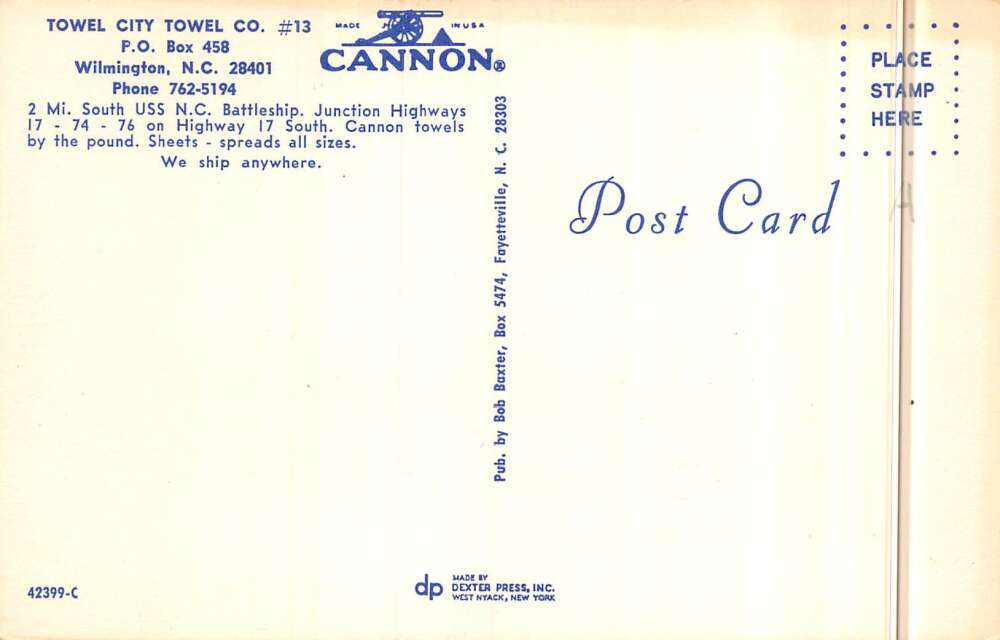 TOWEL CITY TOWEL CO. #13
P.O. Box 458
Wilmington, N.C. 28401
Phone 762-5194
2 Mi. South USS N.C. Battleship. Junction Highways
17 - 74 - 76 on Highway 17 South. Cannon towels
by the pound. Sheets - spreads all sizes.
We ship anywhere.
MADE IN USA
CANNON®
Pub. by Bob Baxter, Box 5474, Fayetteville, N. C. 28303
PLACE
STAMP
HERE
A
Post Card
42399-C
dp
MADE BY
DEXTER PRESS, INC.
WEST NYACK, NEW YORK